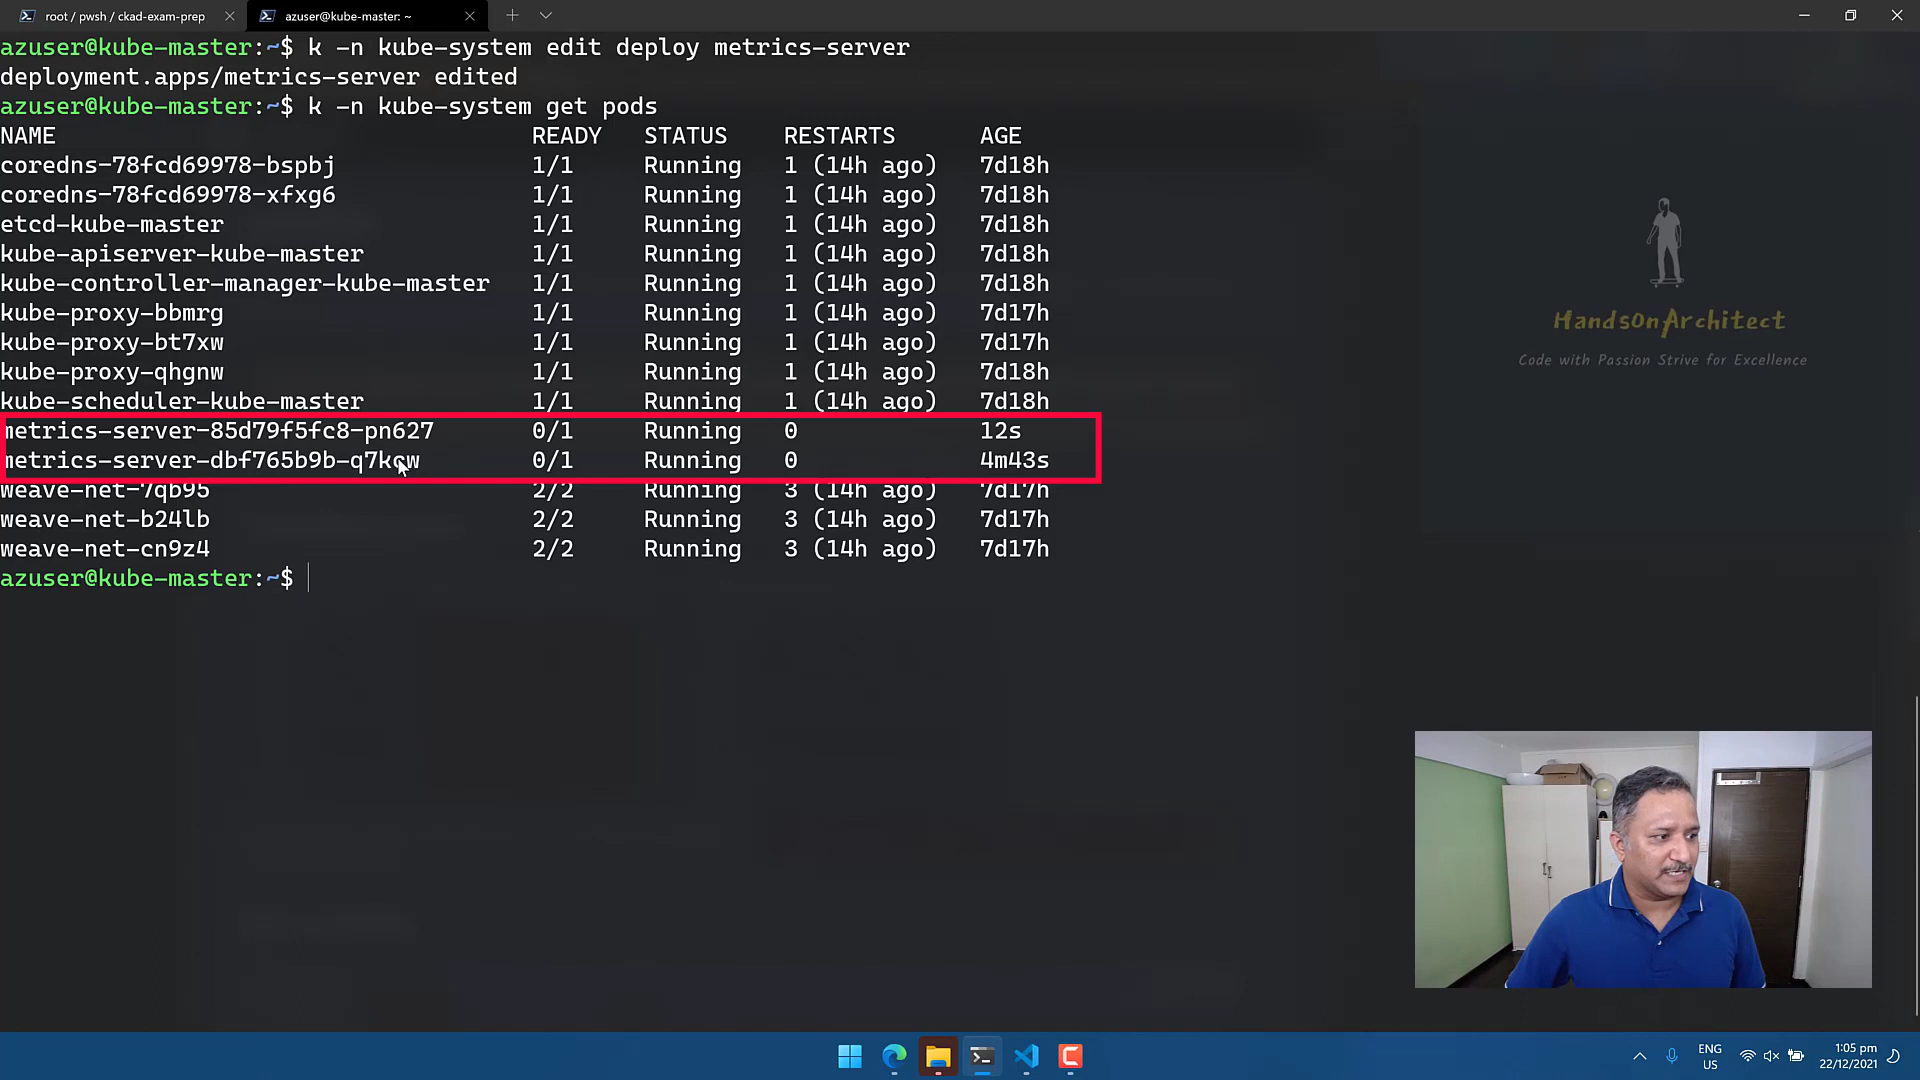 root / pwsh / ckad-exam-prep
azuser@kube-master: ~
azuser@kube-master:~$ k -n kube-system edit deploy metrics-server
deployment.apps/metrics-server edited
azuser@kube-master:~$ k -n kube-system get pods
NAME READY STATUS RESTARTS AGE
coredns-78fcd69978-bspbj 1/1 Running 1 (14h ago) 7d18h
coredns-78fcd69978-xfxg6 1/1 Running 1 (14h ago) 7d18h
etcd-kube-master 1/1 Running 1 (14h ago) 7d18h
kube-apiserver-kube-master 1/1 Running 1 (14h ago) 7d18h
kube-controller-manager-kube-master 1/1 Running 1 (14h ago) 7d18h
kube-proxy-bbmrg 1/1 Running 1 (14h ago) 7d17h
kube-proxy-bt7xw 1/1 Running 1 (14h ago) 7d17h
kube-proxy-qhgnw 1/1 Running 1 (14h ago) 7d18h
kube-scheduler-kube-master 1/1 Running 1 (14h ago) 7d18h
metrics-server-85d79f5fc8-pn627 0/1 Running 0 12s
0/1 Running 0 4m43s
weave-net-7qb95 2/2 Running 3 (14h ago) 7d17h
weave-net-b24lb 2/2 Running 3 (14h ago) 7d17h
weave-net-cn9z4 2/2 Running 3 (14h ago) 7d17h
azuser@kube-master:~$
HandsOnArchitect
Code with Passion Strive for Excellence
ENG
US
1:05 pm
22/12/2021